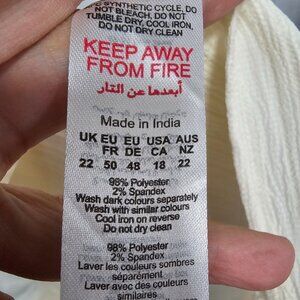 SYNTHETIC CYCLE, DO
NOT BLEACH, DO NOT
TUMBLE DRY, COOL IRON,
DO NOT DRY CLEAN
KEEP AWAY
FROM FIRE
أبعدها عن النار
Made in India
UK EU EU USA AUS
FR DE CA NZ
22 50 48 18 22
98% Polyester
2% Spandex
Wash dark colours separately
Wash with similar colours
Cool iron on reverse
Do not dry clean
98% Polyester
2% Spandex
Laver les couleurs sombres
séparement
Laver avec des couleurs
similaires